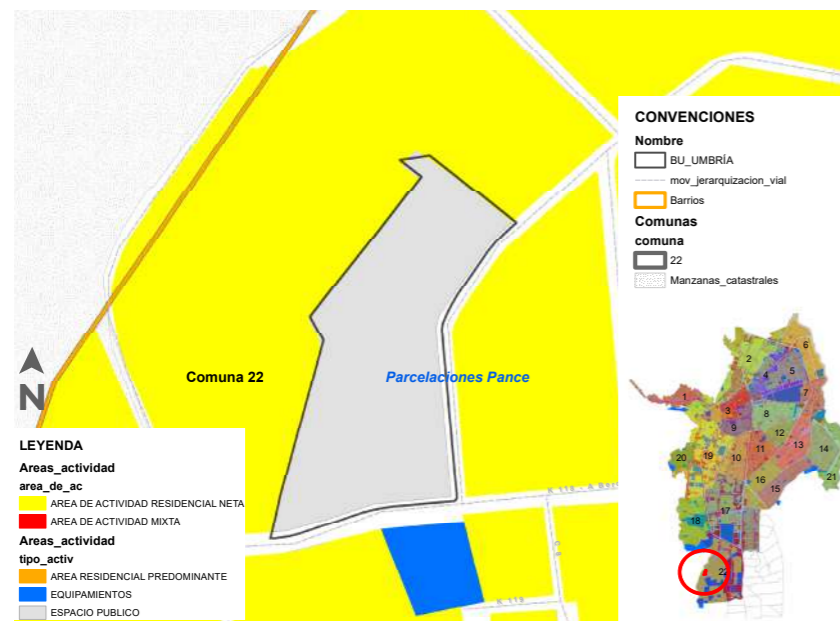 CONVENCIONES
Nombre
BU_UMBRÍA
mov_jerarquizacion_vial
Barrios
Comunas
comuna
22
Manzanas_catastrales
N
Comuna 22
Parcelaciones Pance
LEYENDA
Areas_actividad
area_de_ac
AREA DE ACTIVIDAD RESIDENCIAL NETA
AREA DE ACTIVIDAD MIXTA
Areas_actividad
tipo_activ
AREA RESIDENCIAL PREDOMINANTE
EQUIPAMIENTOS
ESPACIO PUBLICO
K 118
6
2
4
5
7
1
3
8
9
12
13
14
20
19
10
11
21
16
15
17
18
22